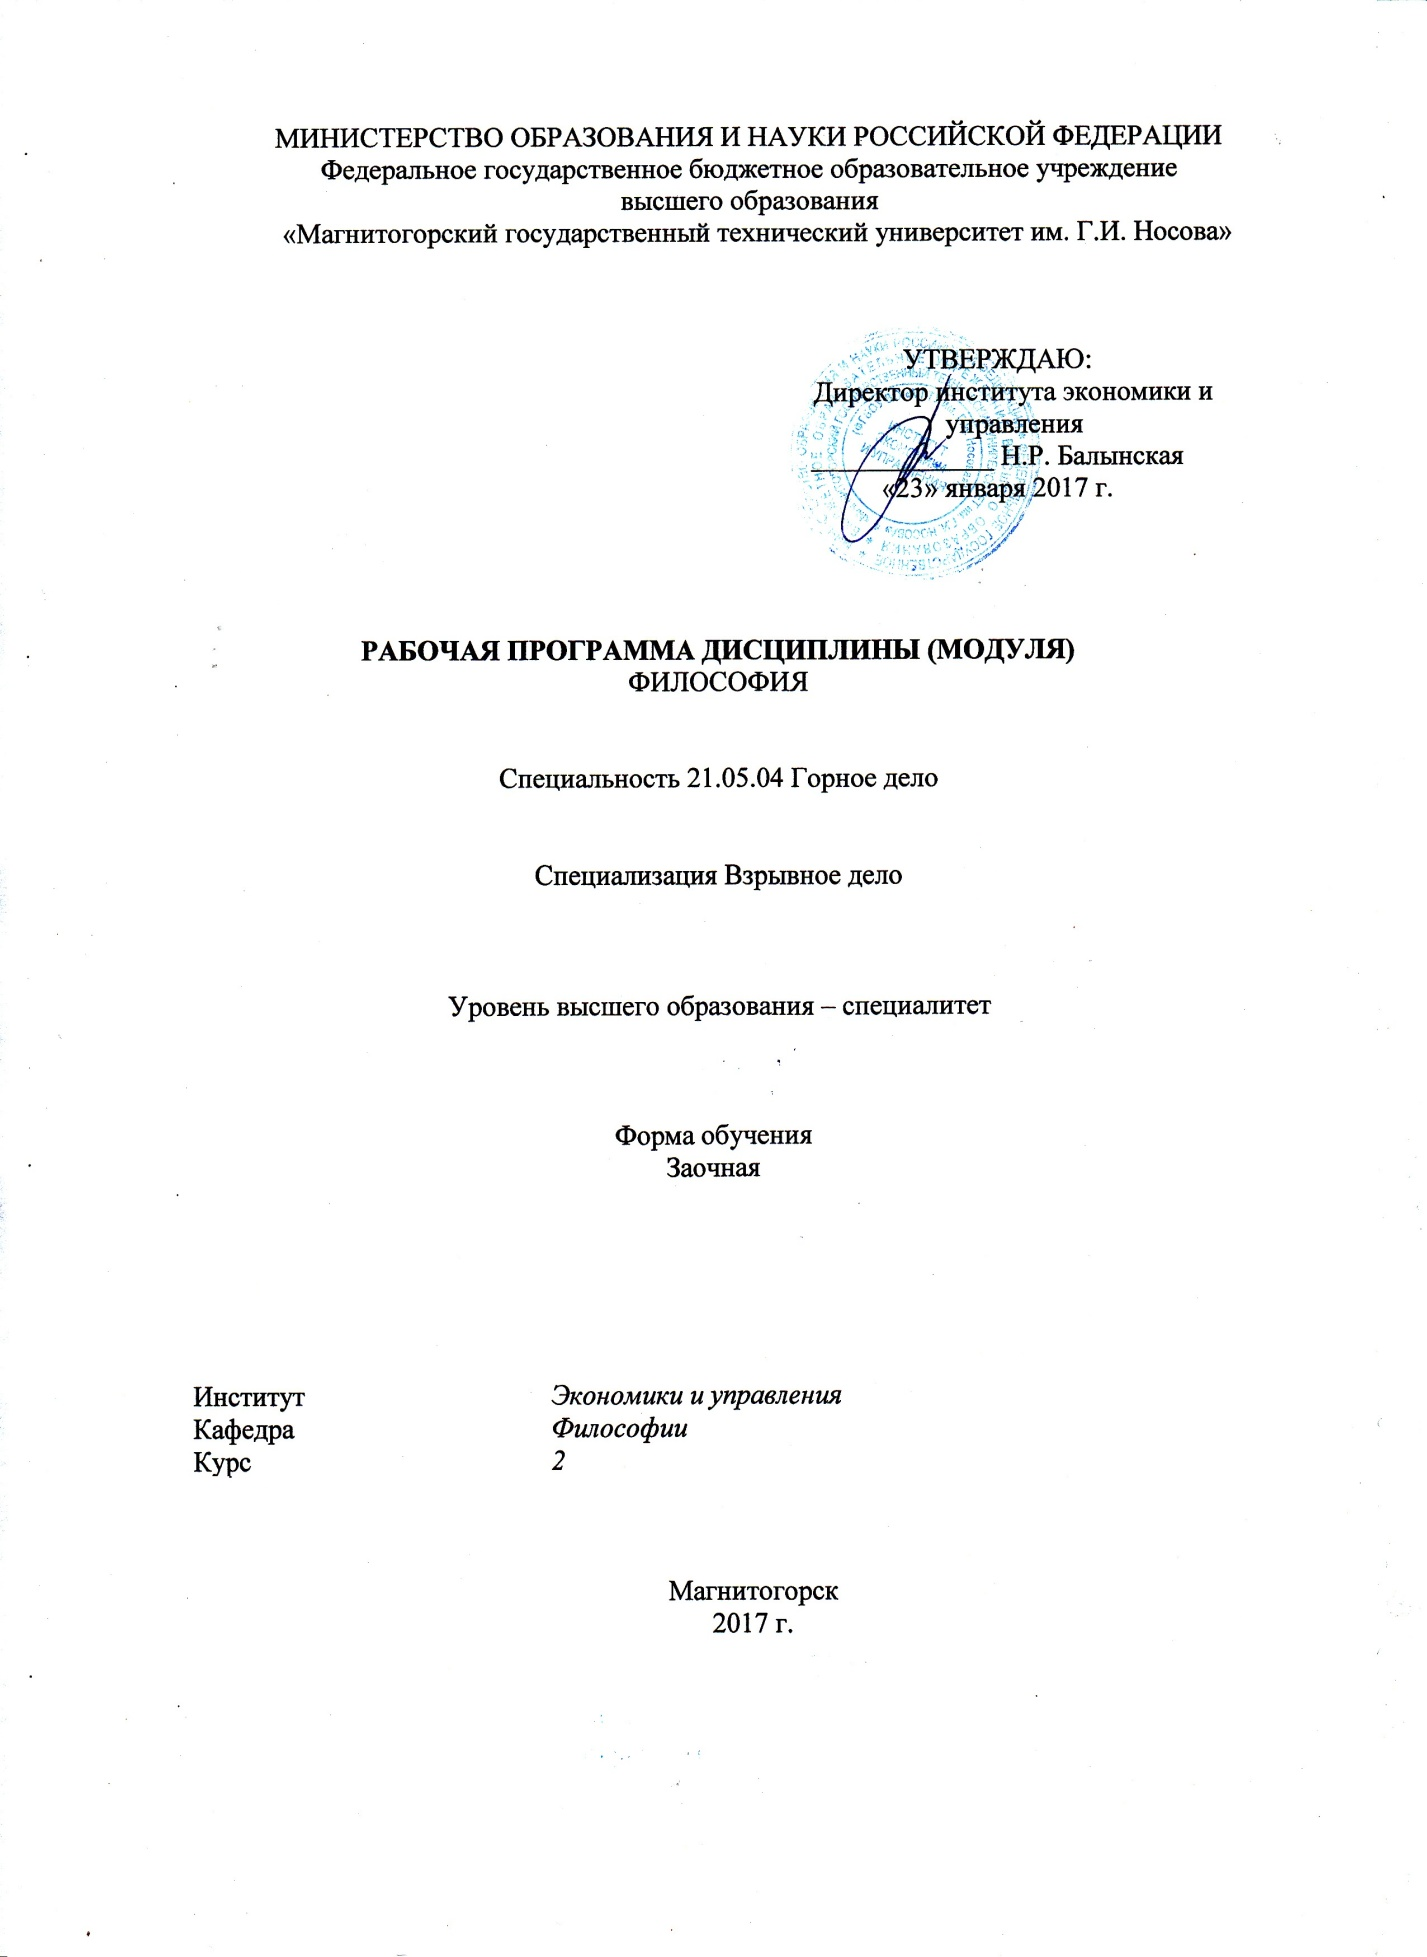 МИНИСТЕРСТВО ОБРАЗОВАНИЯ И НАУКИ РОССИЙСКОЙ ФЕДЕРАЦИИ
Федеральное государственное бюджетное образовательное учреждение
высшего образования
«Магнитогорский государственный технический университет им. Г.И. Носова»
УТВЕРЖДАЮ:
Директор института экономики и
управления
Н.Р. Балынская
«23» января 2017 г.
РАБОЧАЯ ПРОГРАММА ДИСЦИПЛИНЫ (МОДУЛЯ)
ФИЛОСОФИЯ
Специальность 21.05.04 Горное дело
Специализация Взрывное дело
Уровень высшего образования – специалитет
Форма обучения
Заочная
Институт Экономики и управления
Кафедра Философии
Курс 2
Магнитогорск
2017 г.